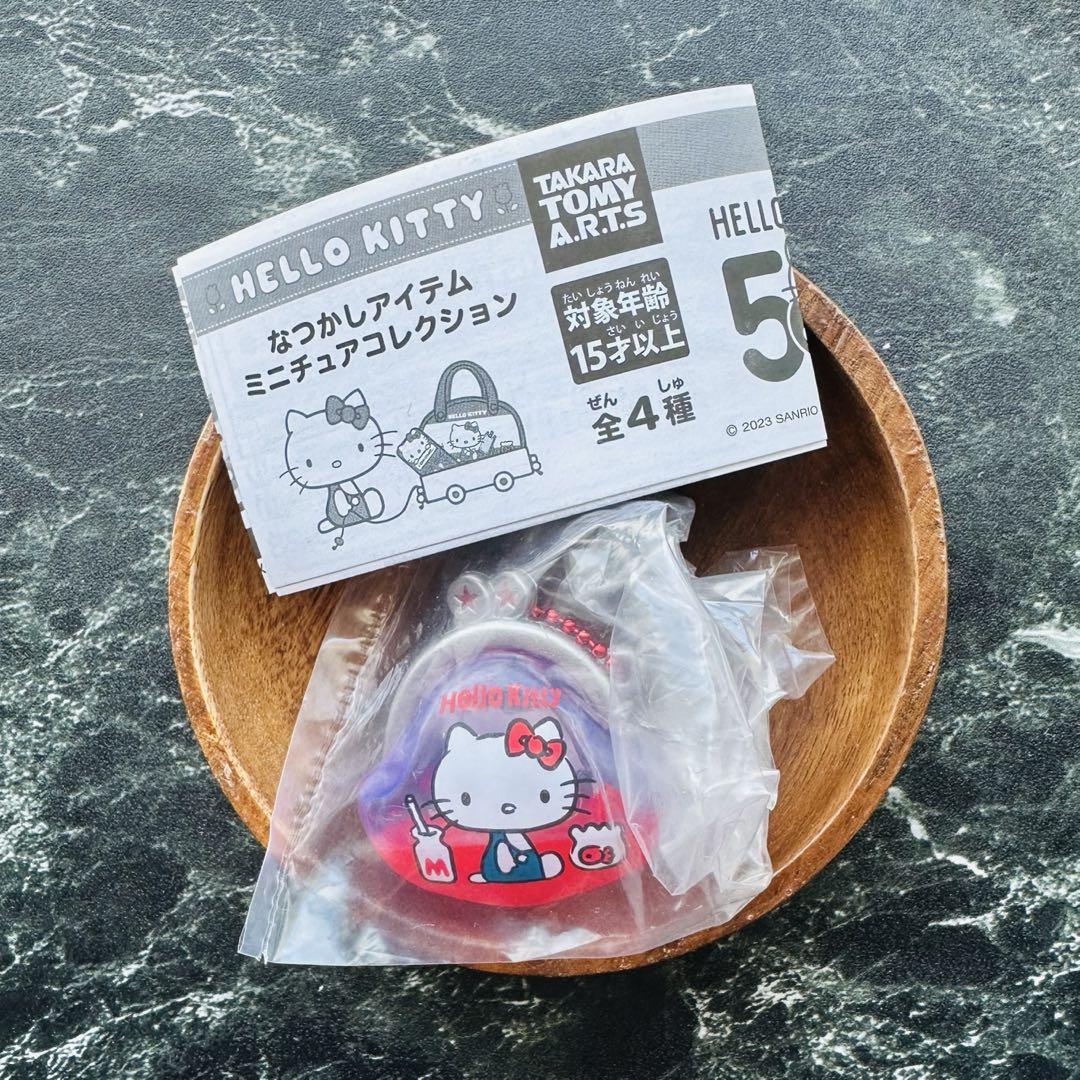 HELLO KITTY
なつかしアイテム
ミニチュアコレクション
HELLO KITTY
TAKARA
TOMY
A.R.T.S
たいしょうねんれい
対象年齢
さいいじょう
15才以上
ぜん しゅ
全4種
HELLO
5
© 2023 SANRIO
Hello Kitty
M